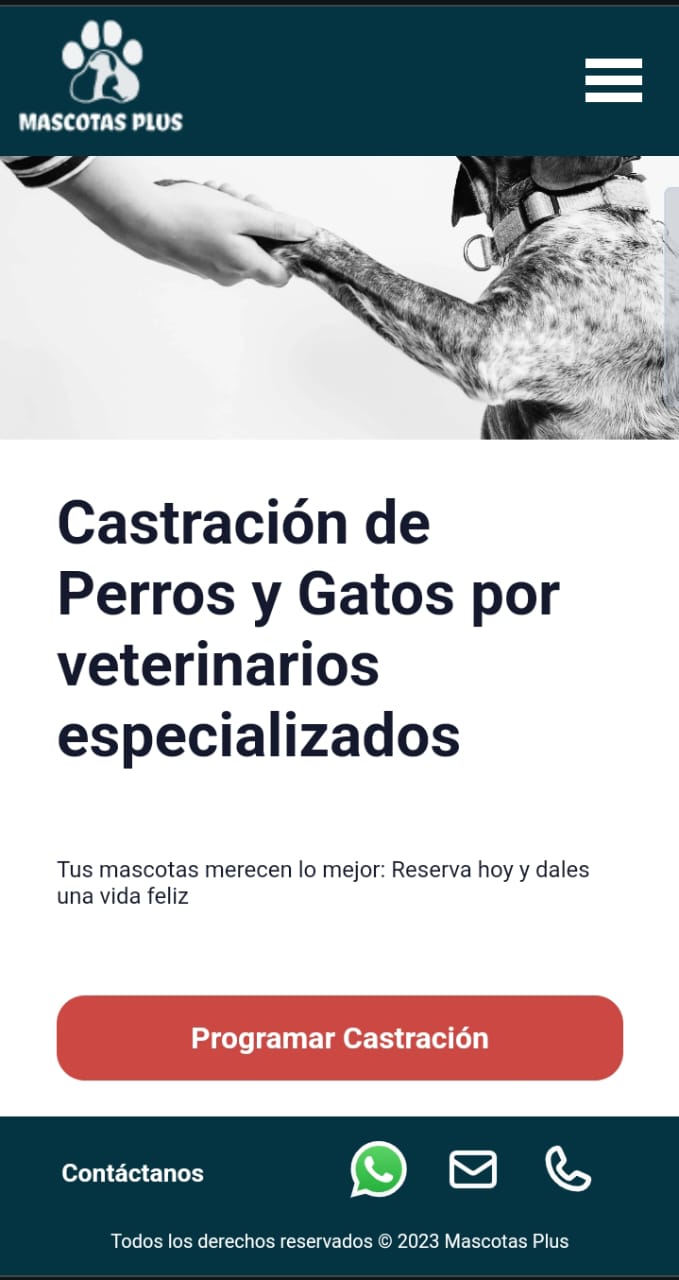 MASCOTAS PLUS
Castración de
Perros y Gatos por
veterinarios
especializados
Tus mascotas merecen lo mejor: Reserva hoy y dales
una vida feliz
Programar Castración
Contáctanos
Todos los derechos reservados © 2023 Mascotas Plus